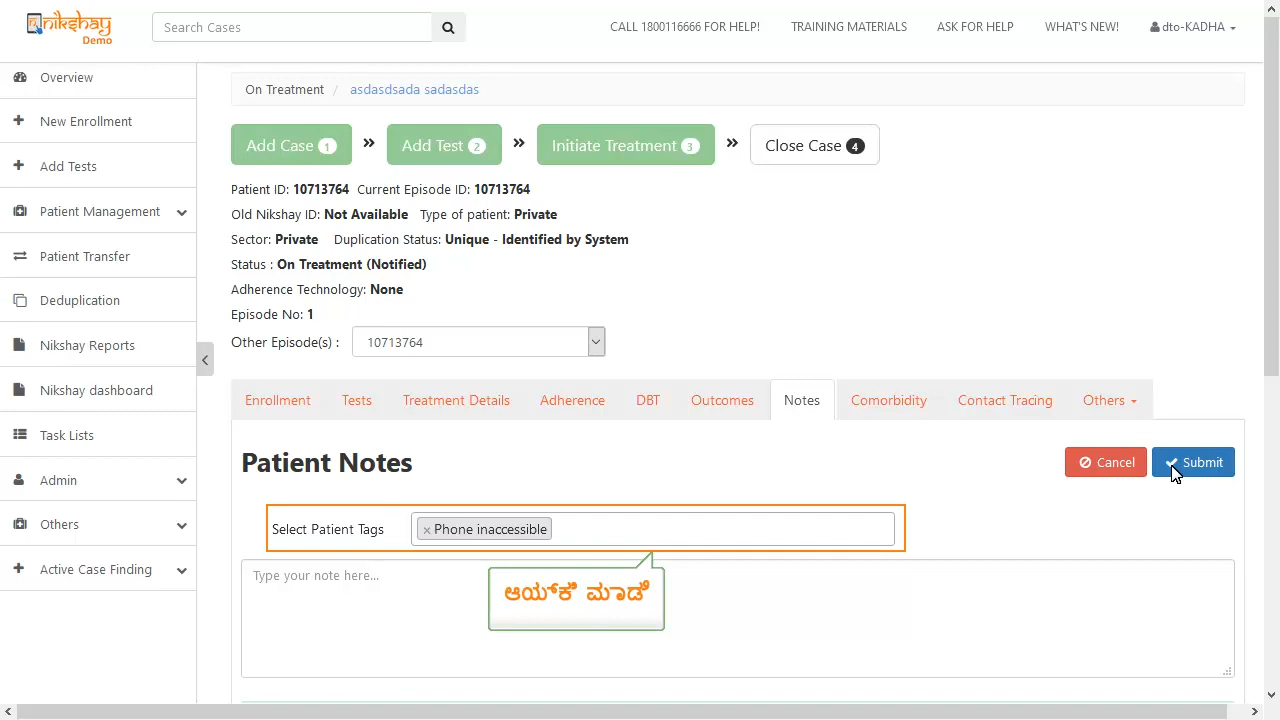 nikshay
Demo
Search Cases
CALL 1800116666 FOR HELP!
TRAINING MATERIALS
ASK FOR HELP
WHAT'S NEW!
dto-KADHA
Overview
New Enrollment
Add Tests
Patient Management
Patient Transfer
Deduplication
Nikshay Reports
Nikshay dashboard
Task Lists
Admin
Others
Active Case Finding
On Treatment / asdasdsada sadasdas
Add Case 1 » Add Test 2 » Initiate Treatment 3 » Close Case 4
Patient ID: 10713764 Current Episode ID: 10713764
Old Nikshay ID: Not Available Type of patient: Private
Sector: Private Duplication Status: Unique - Identified by System
Status : On Treatment (Notified)
Adherence Technology: None
Episode No: 1
Other Episode(s) : 10713764
Enrollment Tests Treatment Details Adherence DBT Outcomes Notes Comorbidity Contact Tracing Others
Patient Notes
Cancel
Submit
Select Patient Tags × Phone inaccessible
Type your note here...
ಆಯ್ಕೆ ಮಾಡಿ